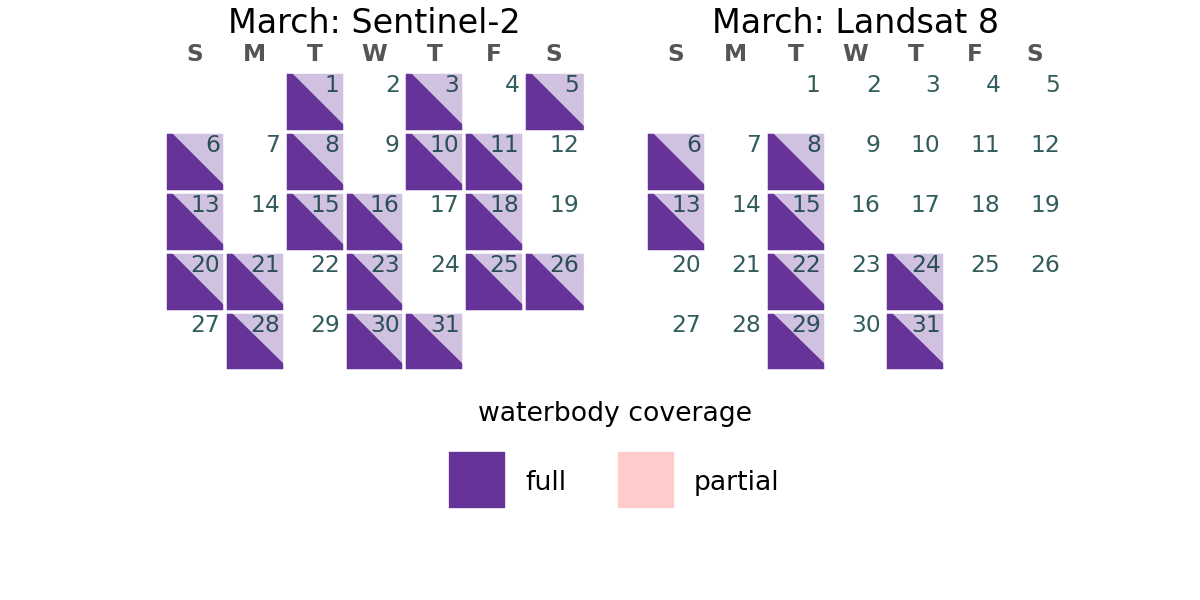 March: Sentinel-2
S M T W T F S
1 2 3 4 5
6 7 8 9 10 11 12
13 14 15 16 17 18 19
20 21 22 23 24 25 26
27 28 29 30 31
March: Landsat 8
S M T W T F S
1 2 3 4 5
6 7 8 9 10 11 12
13 14 15 16 17 18 19
20 21 22 23 24 25 26
27 28 29 30 31
waterbody coverage
full partial